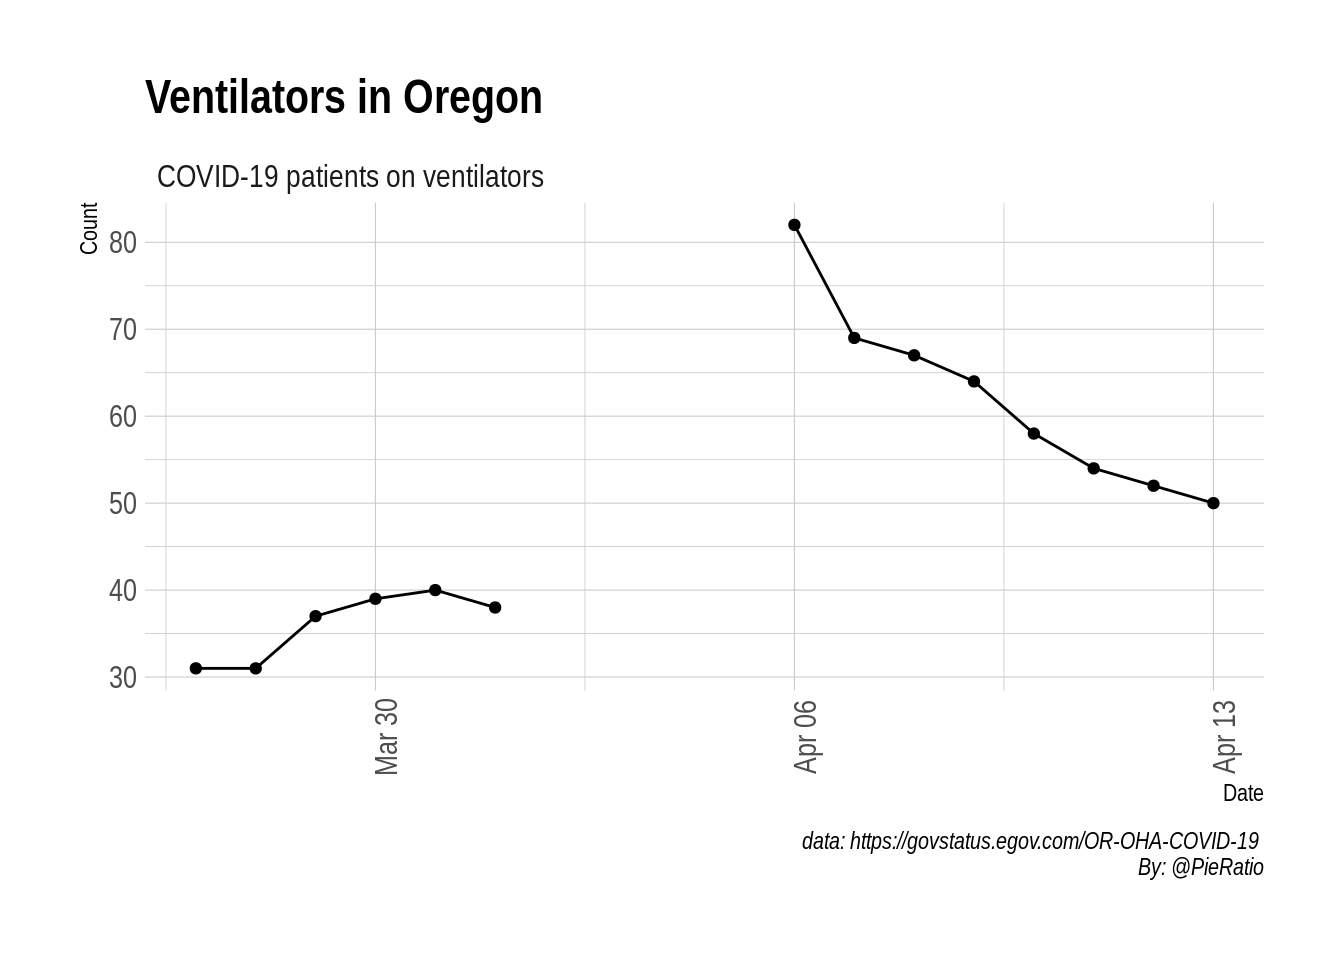 Ventilators in Oregon
COVID-19 patients on ventilators
Count
80
70
60
50
40
30
Mar 30
Apr 06
Apr 13
Date
data: https://govstatus.egov.com/OR-OHA-COVID-19
By: @PieRatio